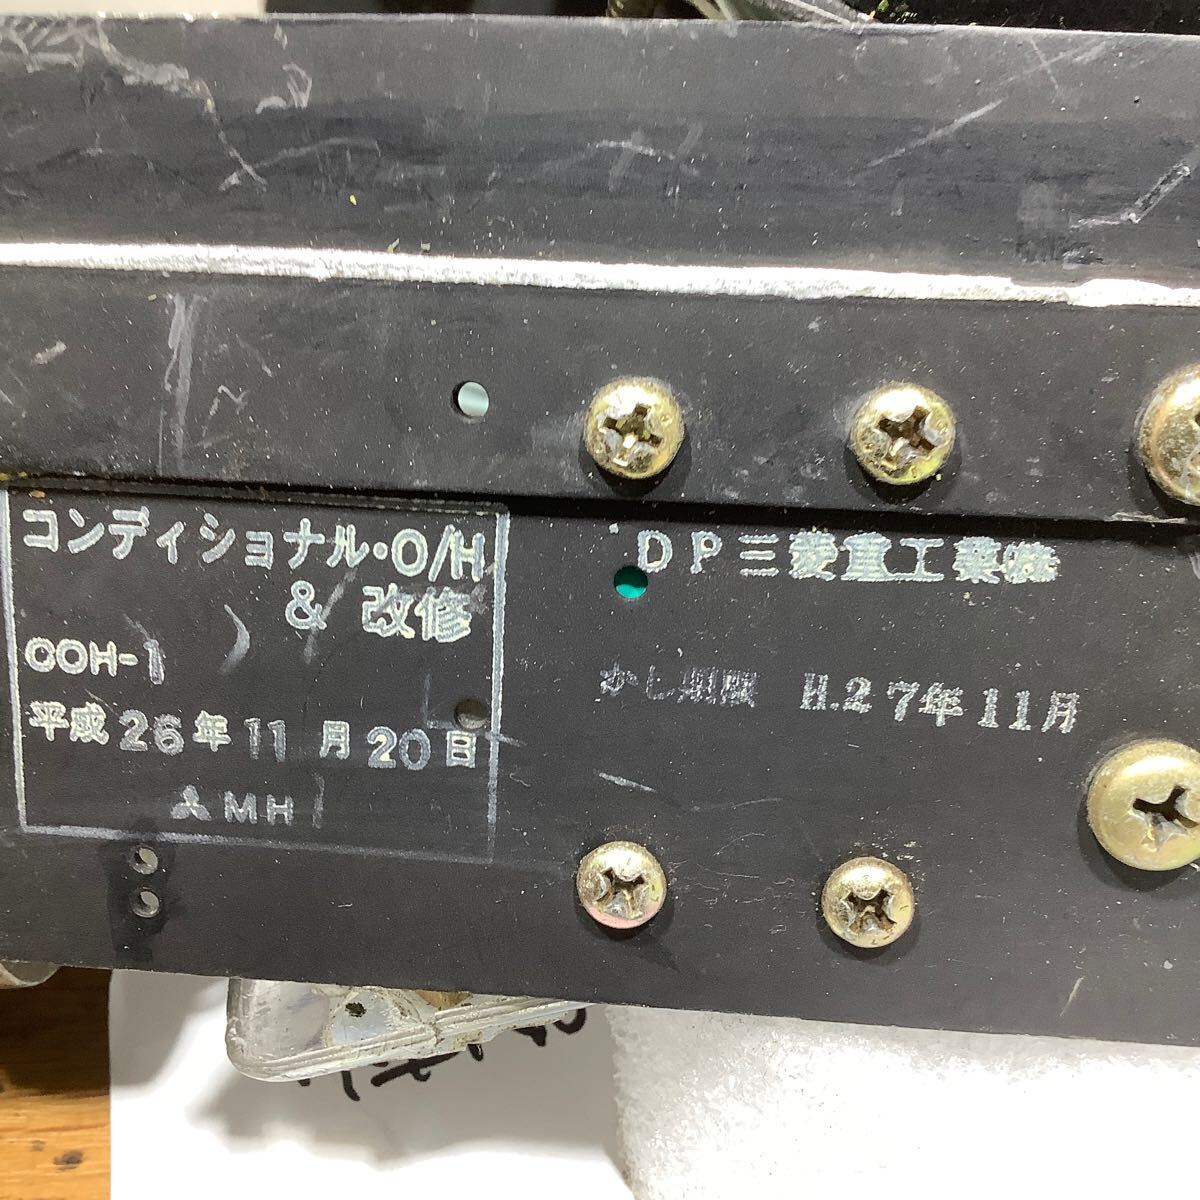 コンディショナル・O/H
& 改修
COH-1
平成26年11月20日
MHI
DP三菱重工業㈱
かし期限 H.27年11月